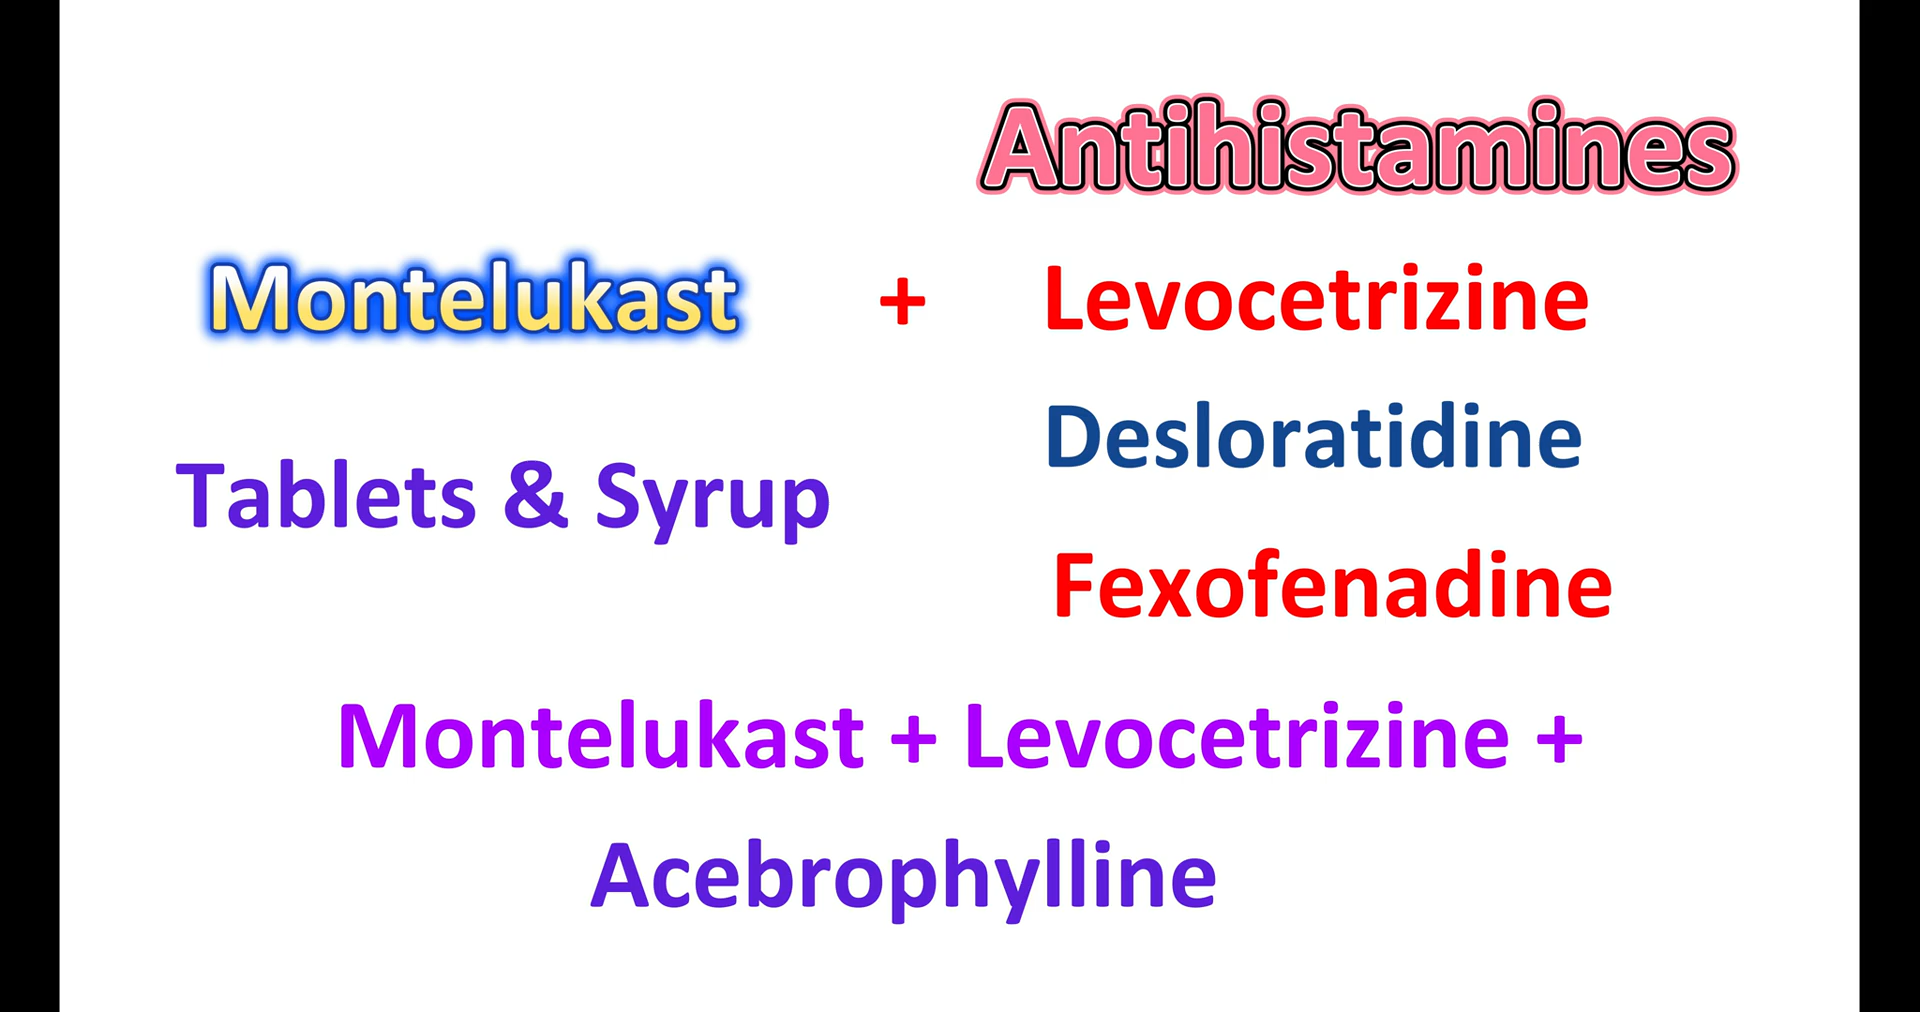 Antihistamines
Montelukast + Levocetrizine
Desloratidine
Tablets & Syrup
Fexofenadine
Montelukast + Levocetrizine +
Acebrophylline